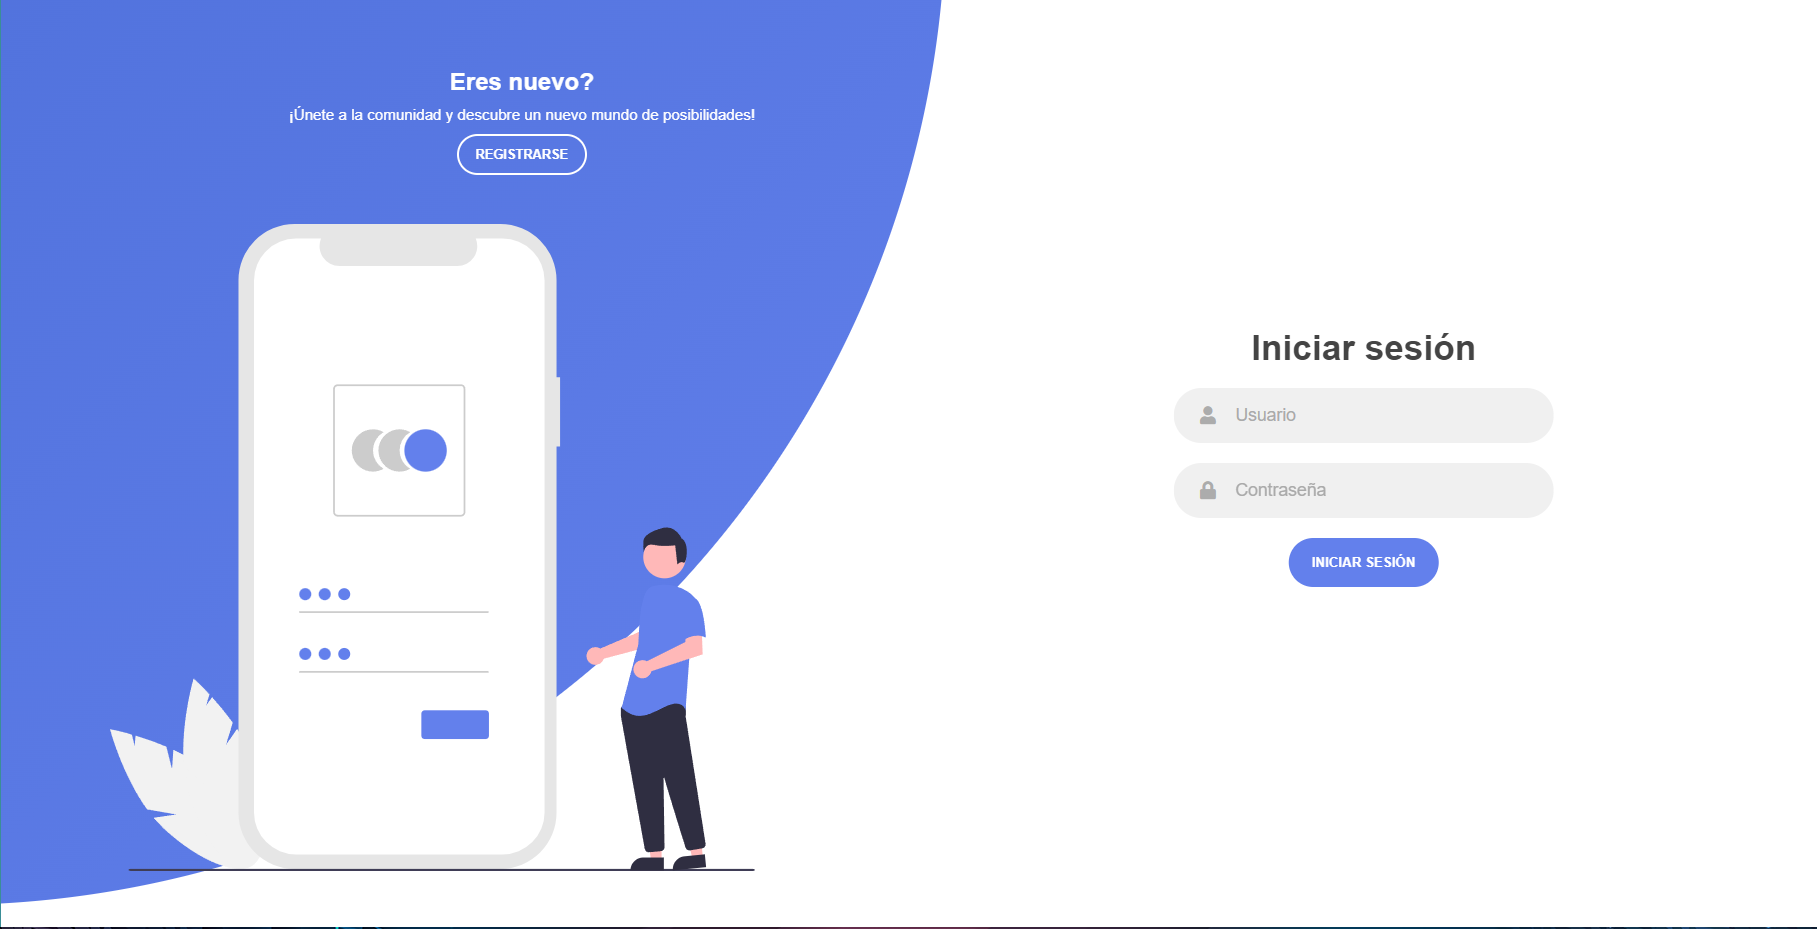 Eres nuevo?
¡Únete a la comunidad y descubre un nuevo mundo de posibilidades!
REGISTRARSE
Iniciar sesión
Usuario
Contraseña
INICIAR SESIÓN